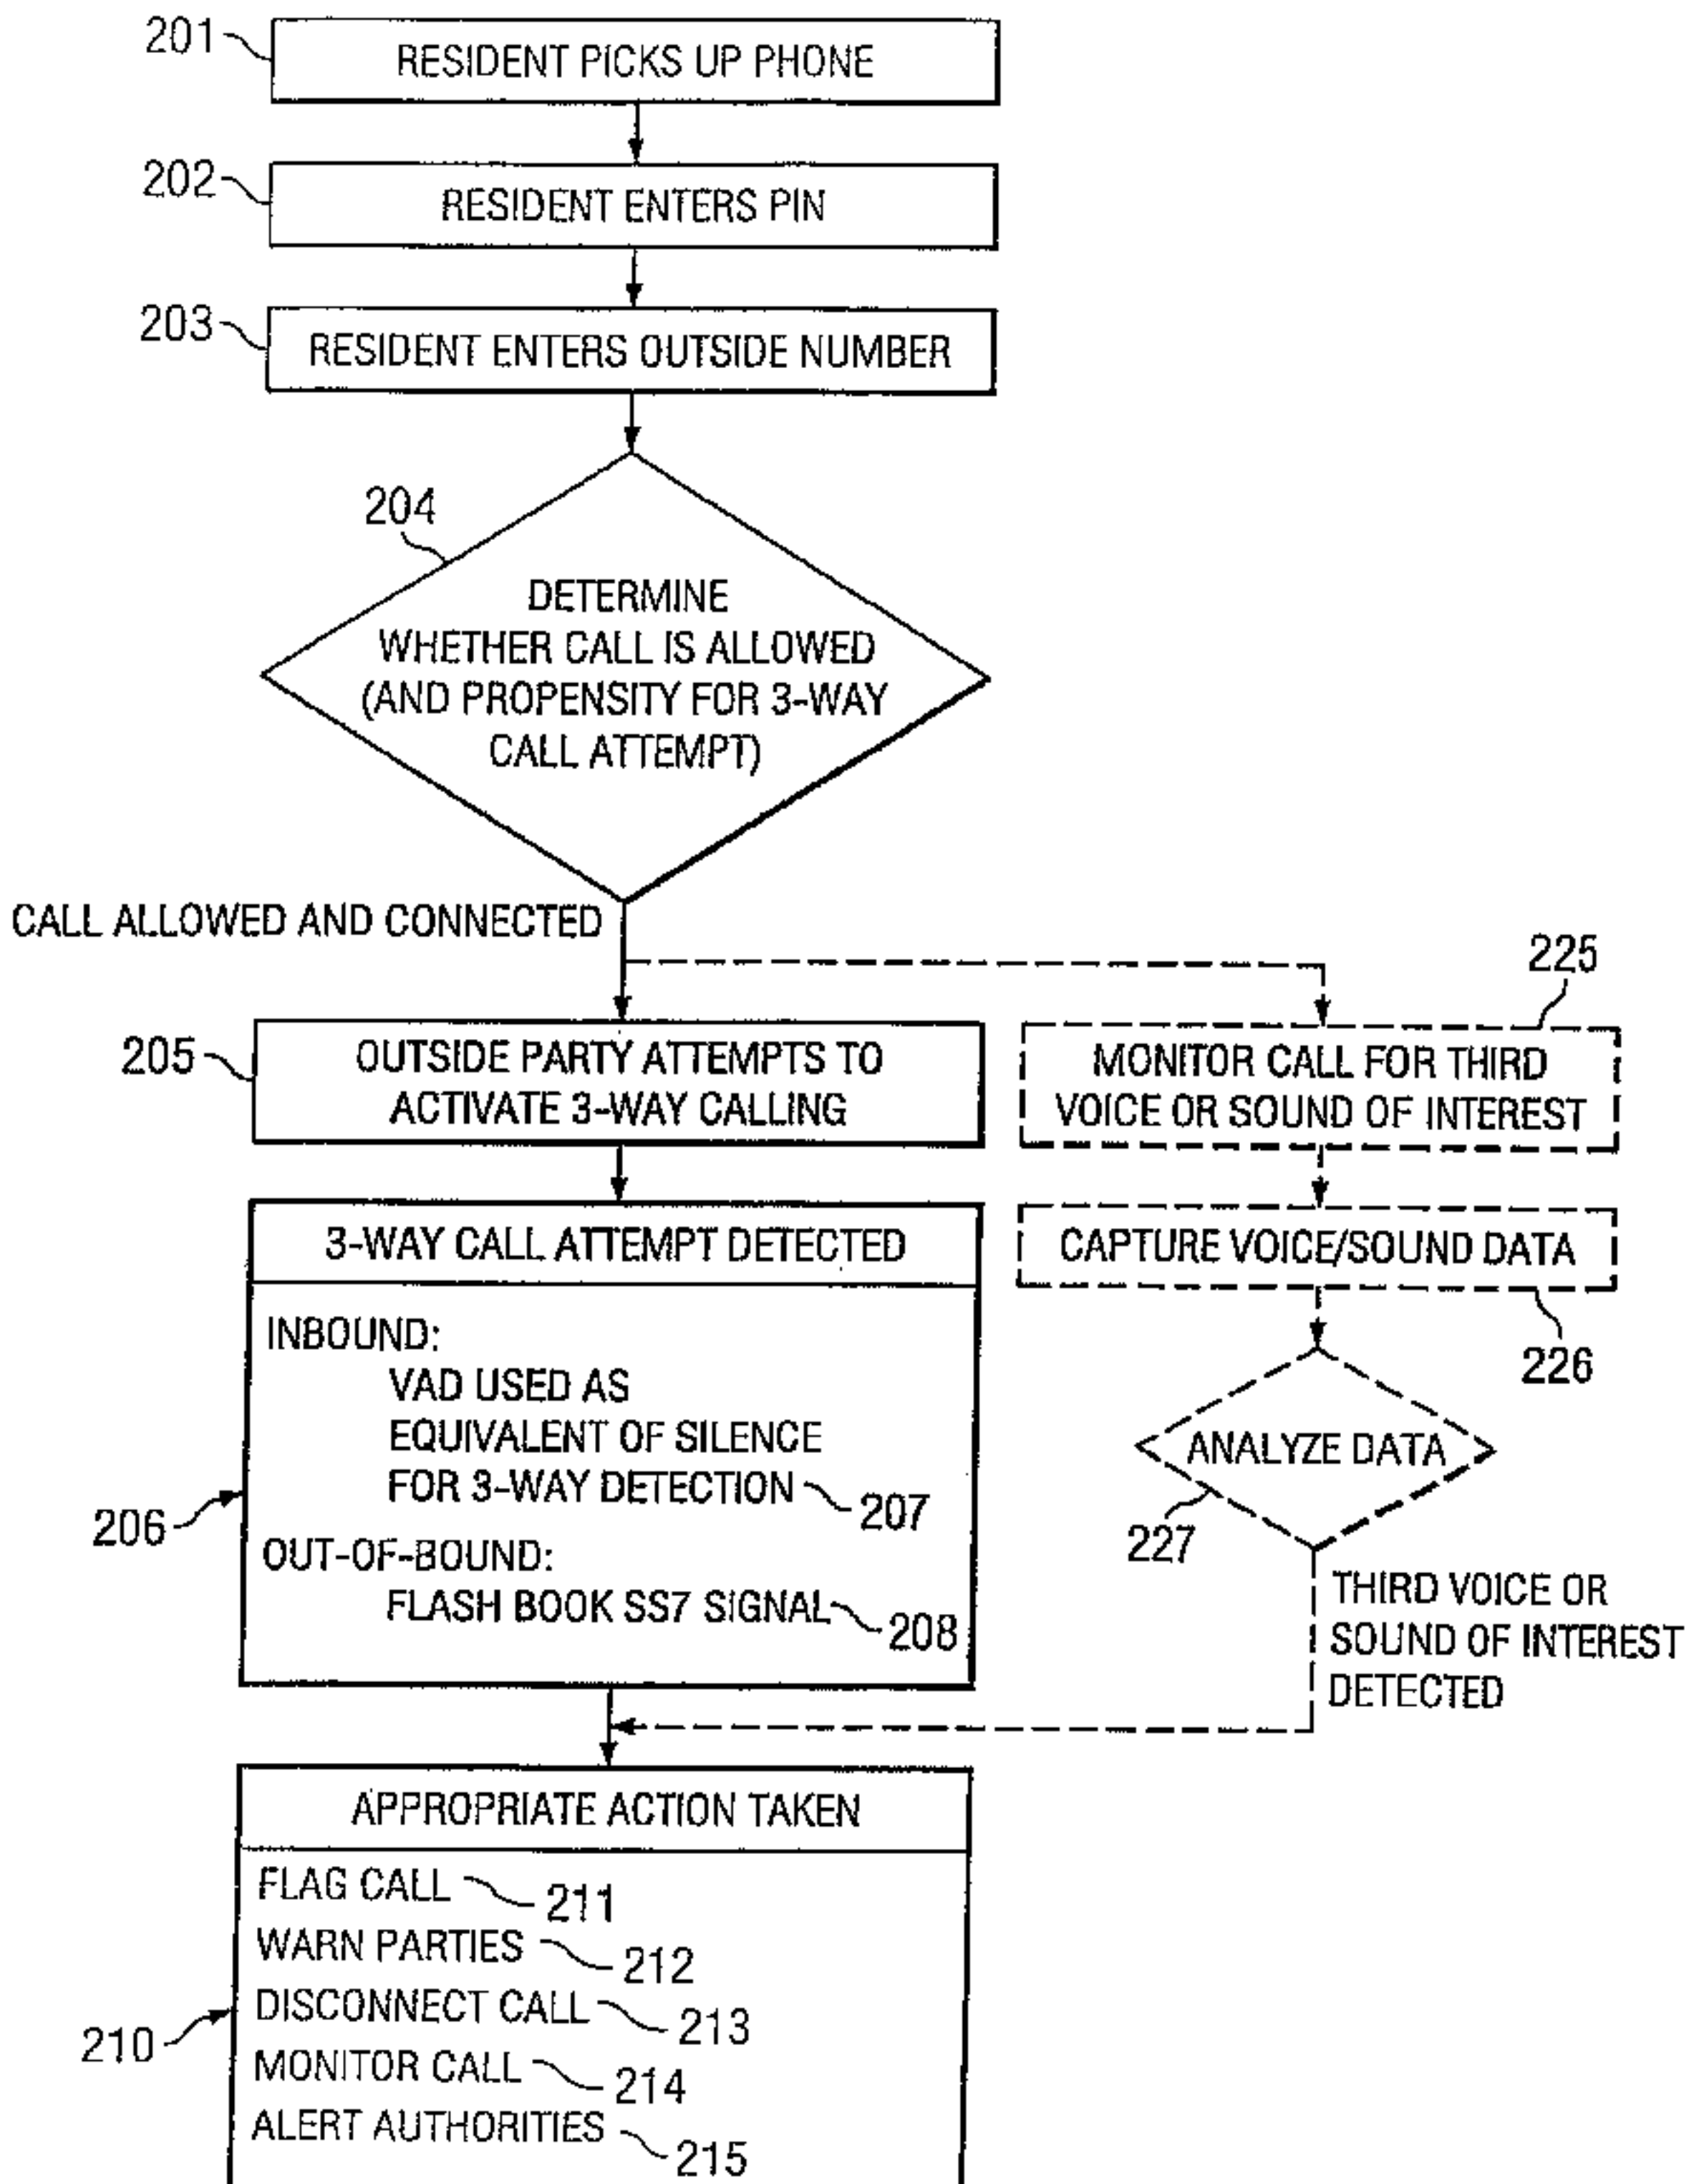 201
RESIDENT PICKS UP PHONE
202
RESIDENT ENTERS PIN
203
RESIDENT ENTERS OUTSIDE NUMBER
204
DETERMINE
WHETHER CALL IS ALLOWED
(AND PROPENSITY FOR 3-WAY
CALL ATTEMPT)
CALL ALLOWED AND CONNECTED
225
205
OUTSIDE PARTY ATTEMPTS TO
ACTIVATE 3-WAY CALLING
MONITOR CALL FOR THIRD
VOICE OR SOUND OF INTEREST
3-WAY CALL ATTEMPT DETECTED
CAPTURE VOICE/SOUND DATA
226
INBOUND:
VAD USED AS
EQUIVALENT OF SILENCE
FOR 3-WAY DETECTION
207
206
OUT-OF-BOUND:
FLASH BOOK SS7 SIGNAL
208
ANALYZE DATA
227
THIRD VOICE OR
SOUND OF INTEREST
DETECTED
APPROPRIATE ACTION TAKEN
FLAG CALL
211
WARN PARTIES
212
DISCONNECT CALL
213
210
MONITOR CALL
214
ALERT AUTHORITIES
215